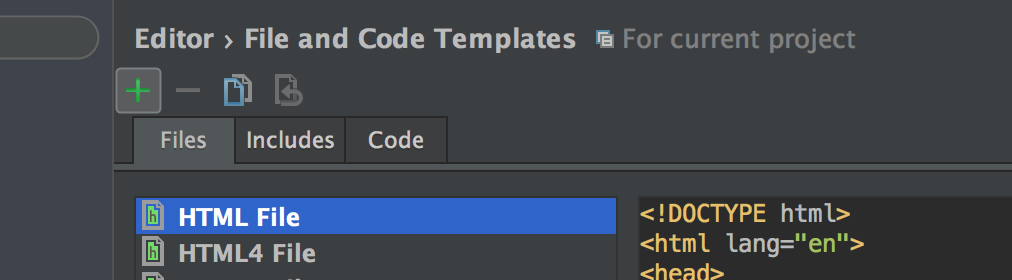 Editor › File and Code Templates For current project
Files Includes Code
HTML File
HTML4 File
<!DOCTYPE html>
<html lang="en">
<head>